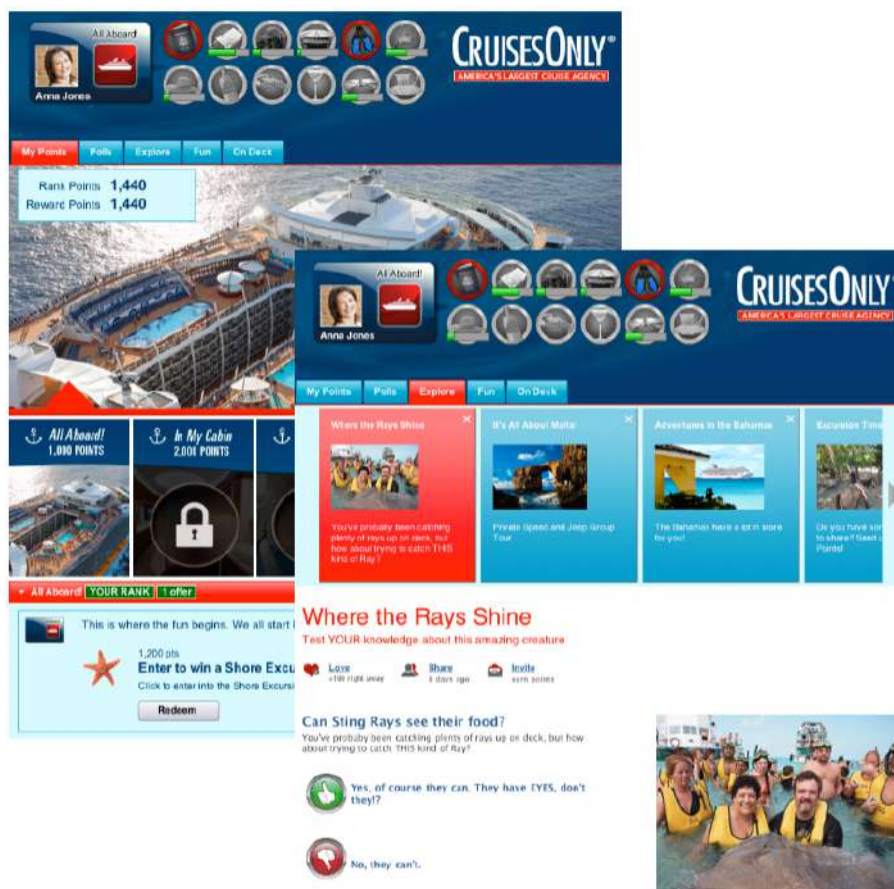 All Aboard!
Anna Jones
CRUISESONLY®
AMERICA'S LARGEST CRUISE AGENCY
My Points
Polls
Explore
Fun
On Deck
Rank Points 1,440
Reward Points 1,440
All Aboard!
1,000 POINTS
In My Cabin
2,001 POINTS
All Aboard! YOUR RANK 1 offer
This is where the fun begins. We all start
1,200 pts
Enter to win a Shore Excu
Click to enter into the Shore Excursi
Redeem
All Aboard!
Anna Jones
CRUISESONLY
AMERICA'S LARGEST CRUISE AGENCY
My Points
Polls
Explore
Fun
On Deck
Where the Rays Shine
You've probably been catching
plenty of rays up on deck, but
how about trying to catch THIS
kind of Ray?
It's All About Malta!
Private Speed and Jeep Group
Tour
Adventures in the Bahamas
The Bahamas have a lot in store
for you!
Excursion Time
Do you have so
to share? Send
Points!
Where the Rays Shine
Test YOUR knowledge about this amazing creature
Love
+100 right away
Share
5 days ago
Invite
earn points
Can Sting Rays see their food?
You've probably been catching plenty of rays up on deck, but how
about trying to catch THIS kind of Ray?
Yes, of course they can. They have EYES, don't
they!?
No, they can't.